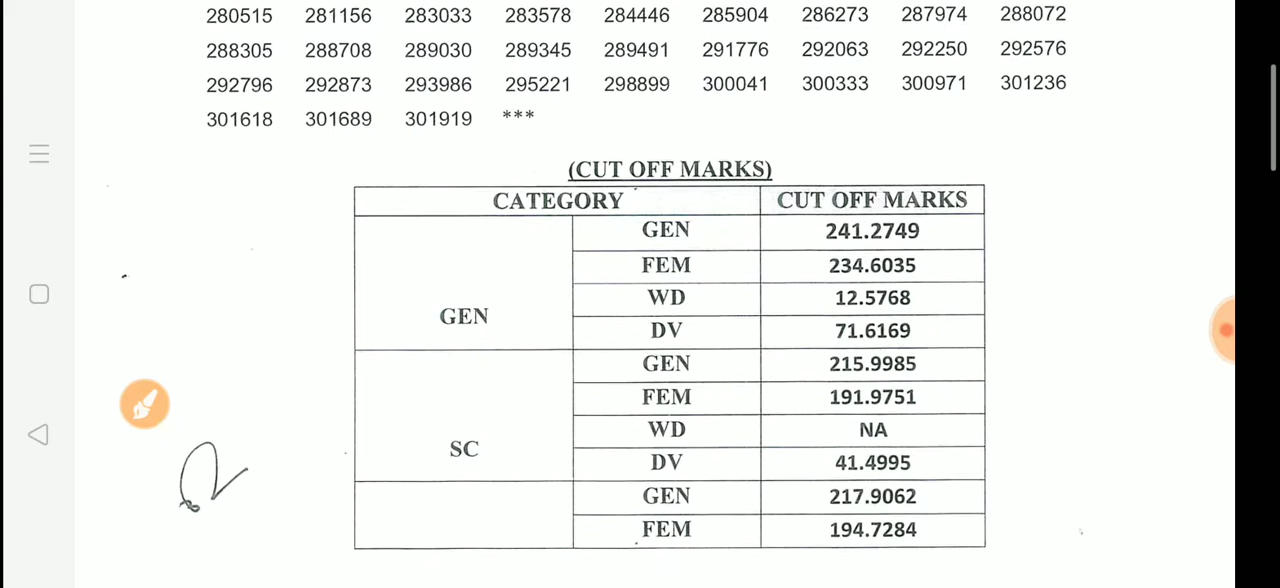 280515 281156 283033 283578 284446 285904 286273 287974 288072
288305 288708 289030 289345 289491 291776 292063 292250 292576
292796 292873 293986 295221 298899 300041 300333 300971 301236
301618 301689 301919 ***
(CUT OFF MARKS)
CATEGORY CUT OFF MARKS
GEN GEN 241.2749
FEM 234.6035
WD 12.5768
DV 71.6169
SC GEN 215.9985
FEM 191.9751
WD NA
DV 41.4995
GEN 217.9062
FEM 194.7284